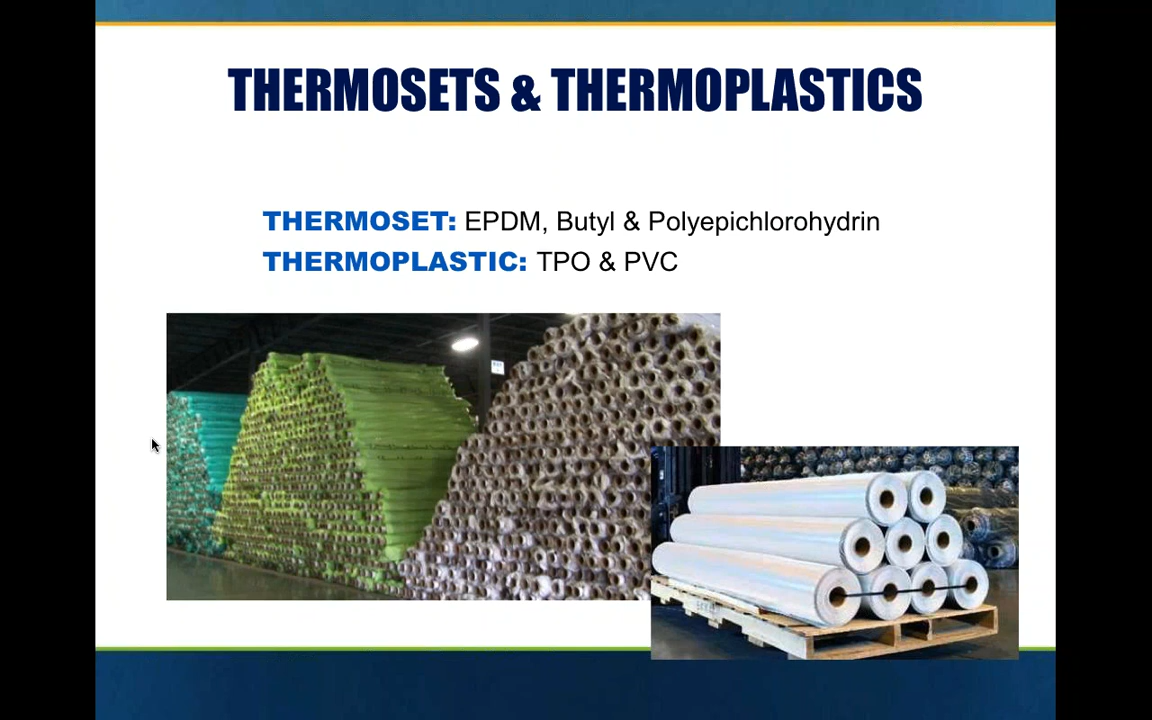 THERMOSETS & THERMOPLASTICS
THERMOSET: EPDM, Butyl & Polyepichlorohydrin
THERMOPLASTIC: TPO & PVC